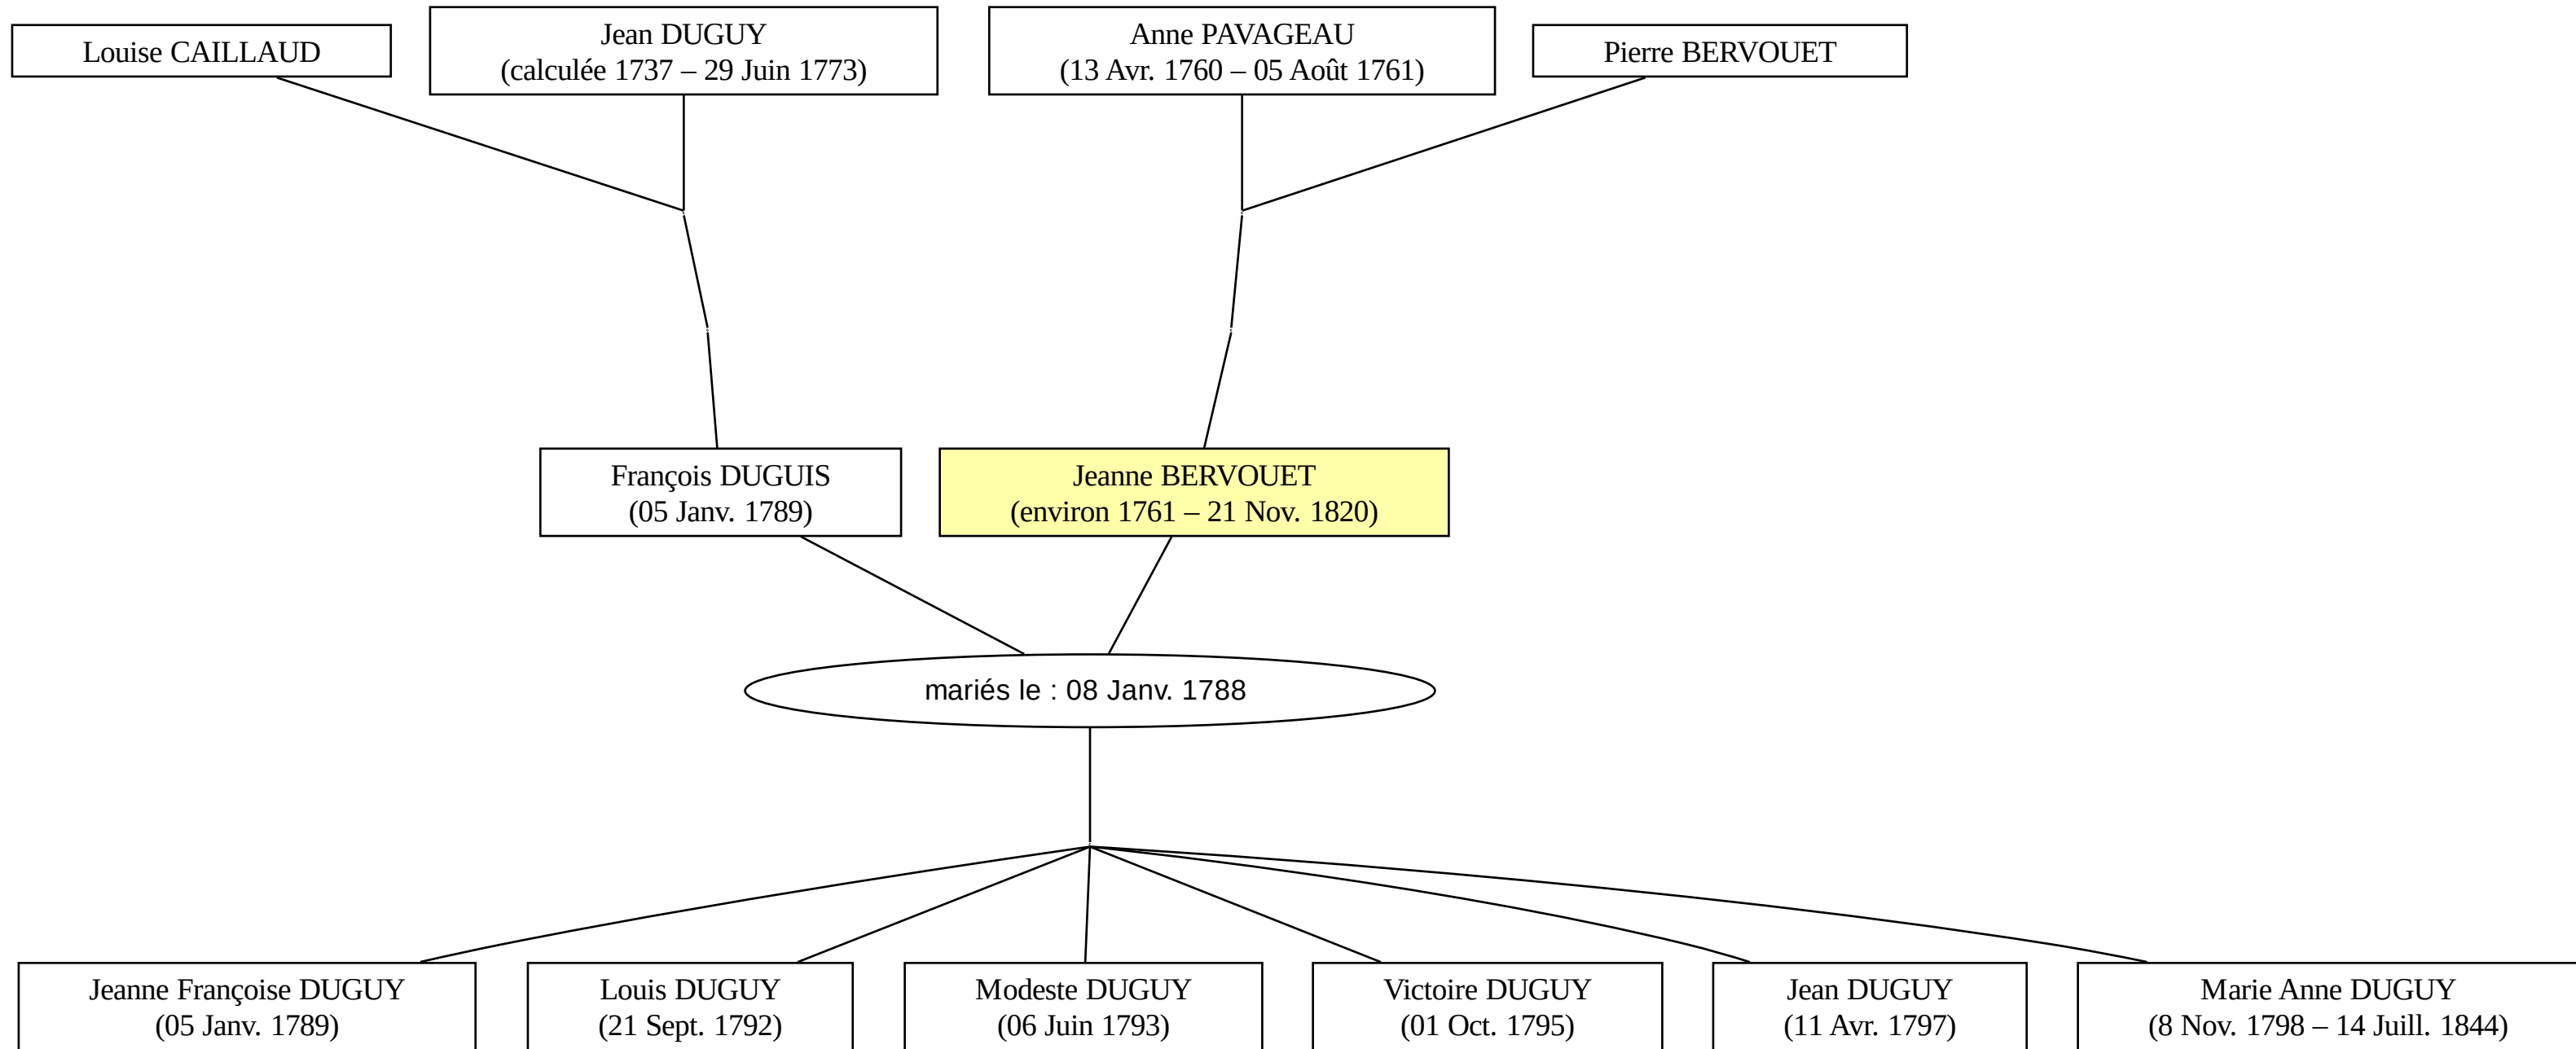 Louise CAILLAUD
Jean DUGUY
(calculée 1737 – 29 Juin 1773)
Anne PAVAGEAU
(13 Avr. 1760 – 05 Août 1761)
Pierre BERVOUET
François DUGUIS
(05 Janv. 1789)
Jeanne BERVOUET
(environ 1761 – 21 Nov. 1820)
mariés le : 08 Janv. 1788
Jeanne Françoise DUGUY
(05 Janv. 1789)
Louis DUGUY
(21 Sept. 1792)
Modeste DUGUY
(06 Juin 1793)
Victoire DUGUY
(01 Oct. 1795)
Jean DUGUY
(11 Avr. 1797)
Marie Anne DUGUY
(8 Nov. 1798 – 14 Juill. 1844)